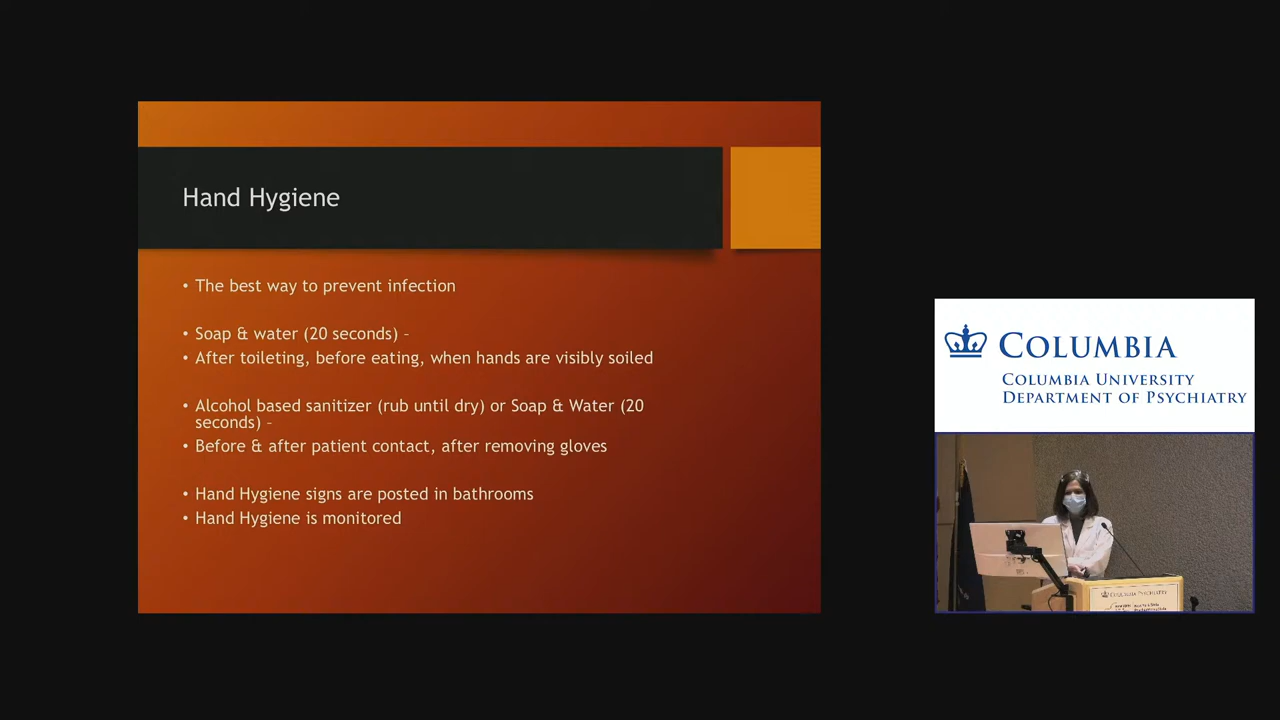 Hand Hygiene
• The best way to prevent infection
• Soap & water (20 seconds) –
• After toileting, before eating, when hands are visibly soiled
• Alcohol based sanitizer (rub until dry) or Soap & Water (20
seconds) –
• Before & after patient contact, after removing gloves
• Hand Hygiene signs are posted in bathrooms
• Hand Hygiene is monitored
COLUMBIA
COLUMBIA UNIVERSITY
DEPARTMENT OF PSYCHIATRY
COLUMBIA PSYCHIATRY